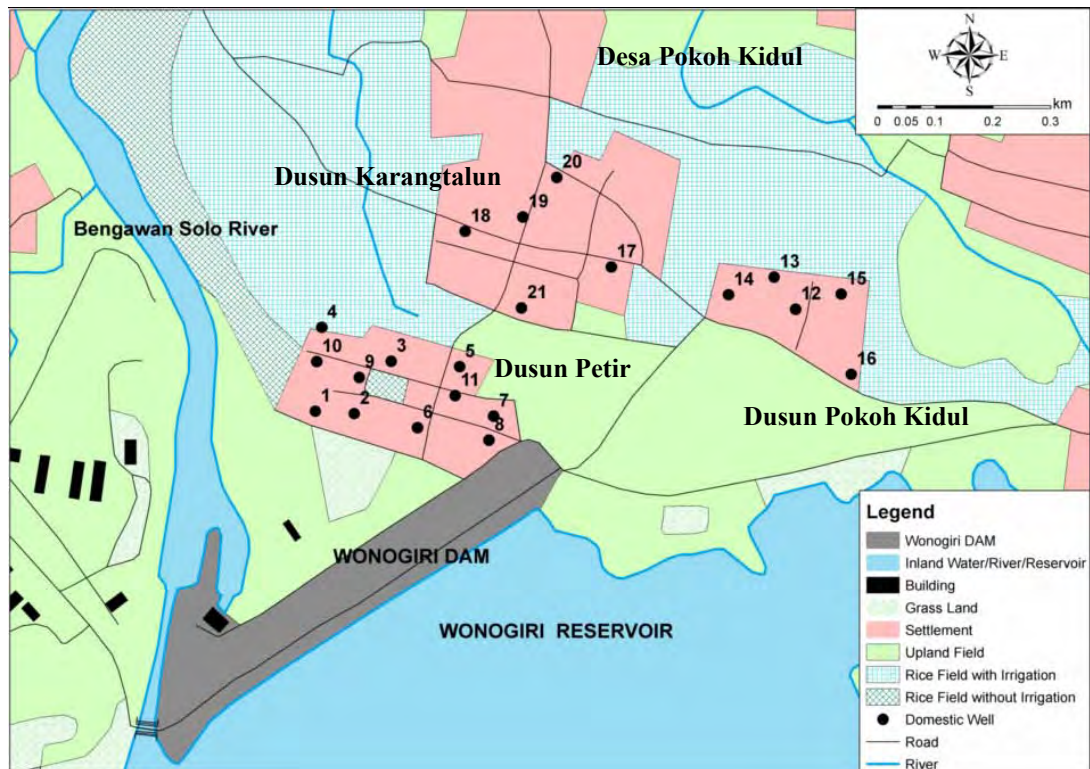 Desa Pokoh Kidul
N
W E
S
km
0 0.05 0.1 0.2 0.3
Dusun Karangtalun
20
19
18
Bengawan Solo River
17
13
14
15
12
21
4
10
3
5
9
Dusun Petir
16
11
1
2
7
6
8
Dusun Pokoh Kidul
WONOGIRI DAM
WONOGIRI RESERVOIR
Legend
Wonogiri DAM
Inland Water/River/Reservoir
Building
Grass Land
Settlement
Upland Field
Rice Field with Irrigation
Rice Field without Irrigation
Domestic Well
Road
River